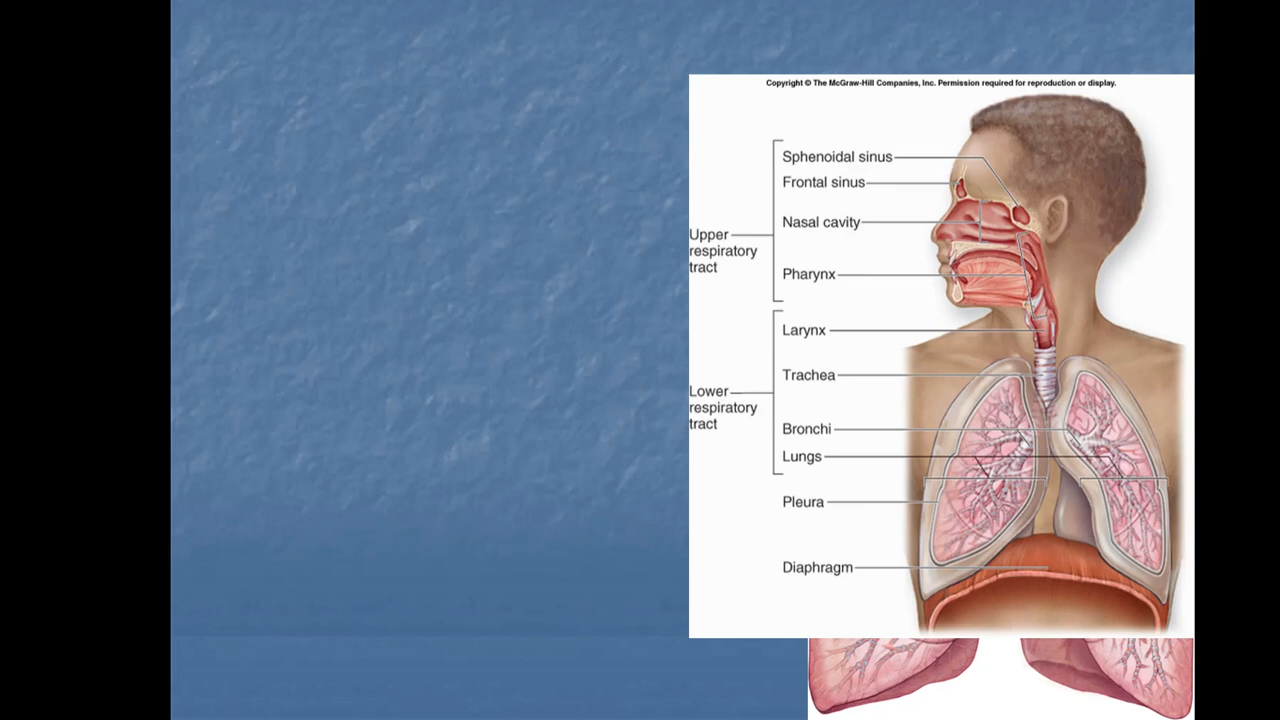 Copyright © The McGraw-Hill Companies, Inc. Permission required for reproduction or display.
Sphenoidal sinus
Frontal sinus
Nasal cavity
Upper
respiratory
tract
Pharynx
Larynx
Trachea
Lower
respiratory
tract
Bronchi
Lungs
Pleura
Diaphragm